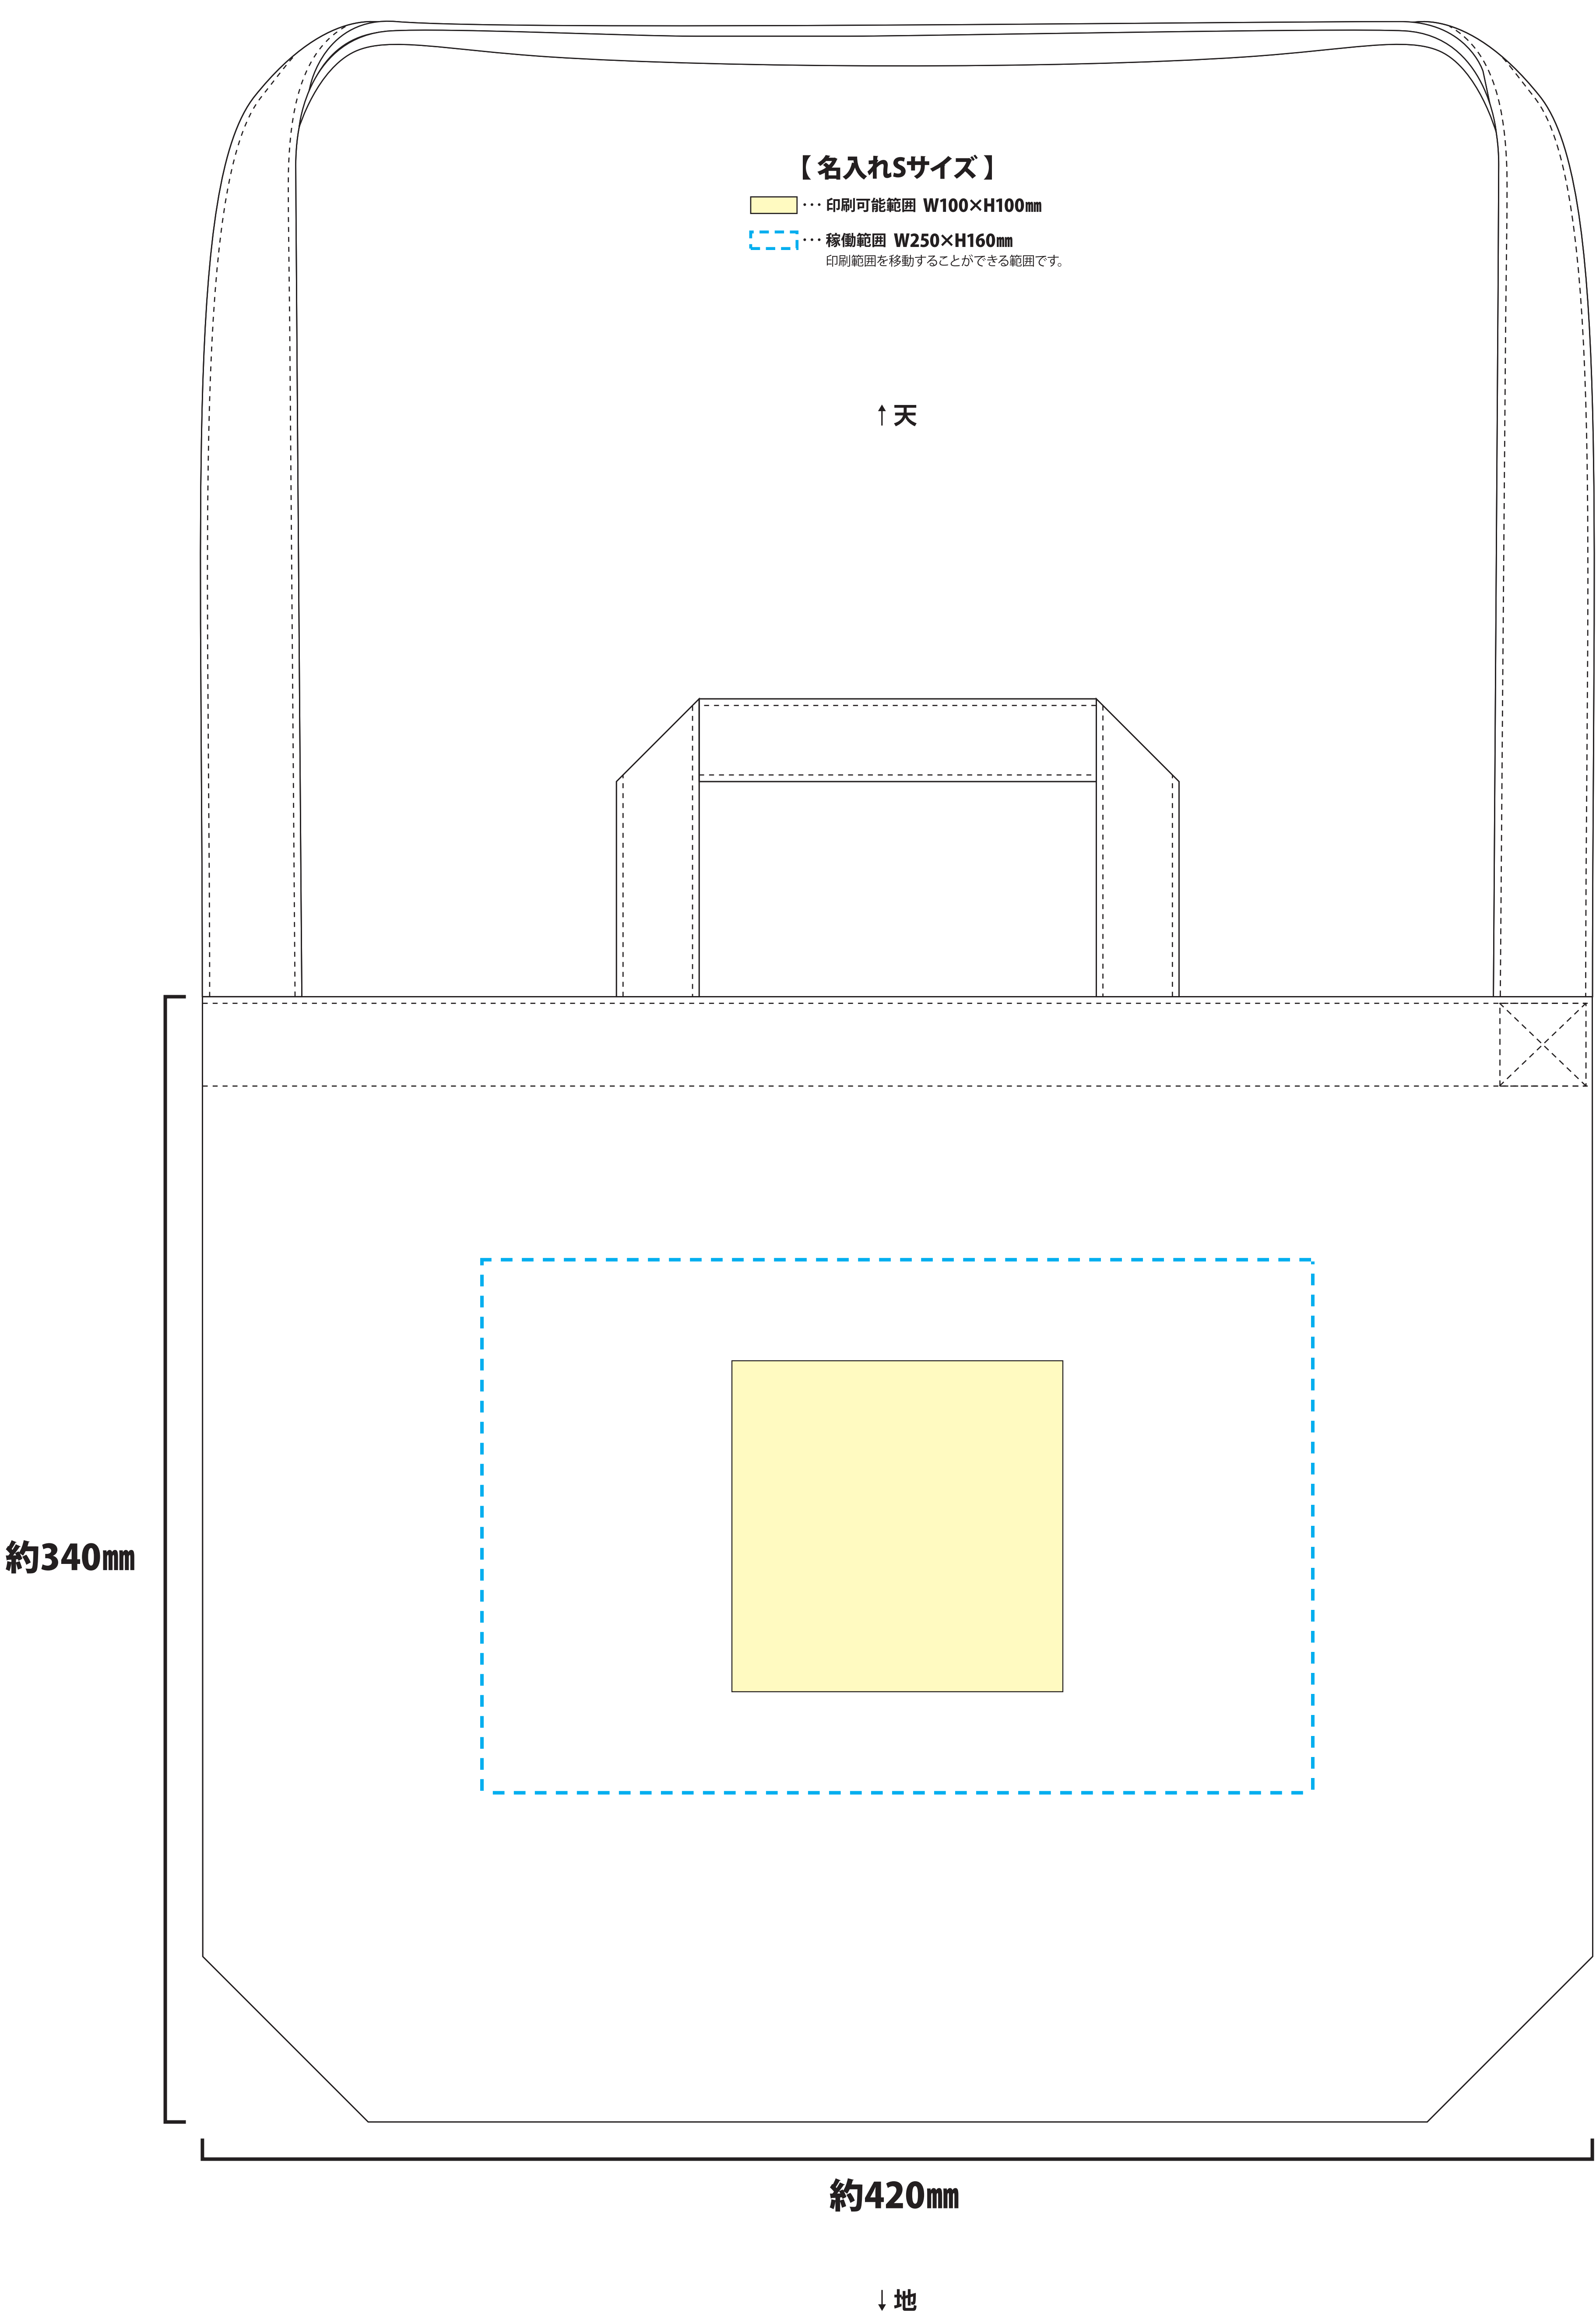 【 名入れSサイズ 】
･･･ 印刷可能範囲 W100×H100㎜
･･･ 稼働範囲 W250×H160㎜
印刷範囲を移動することができる範囲です。
↑ 天
約340㎜
約420㎜
↓ 地